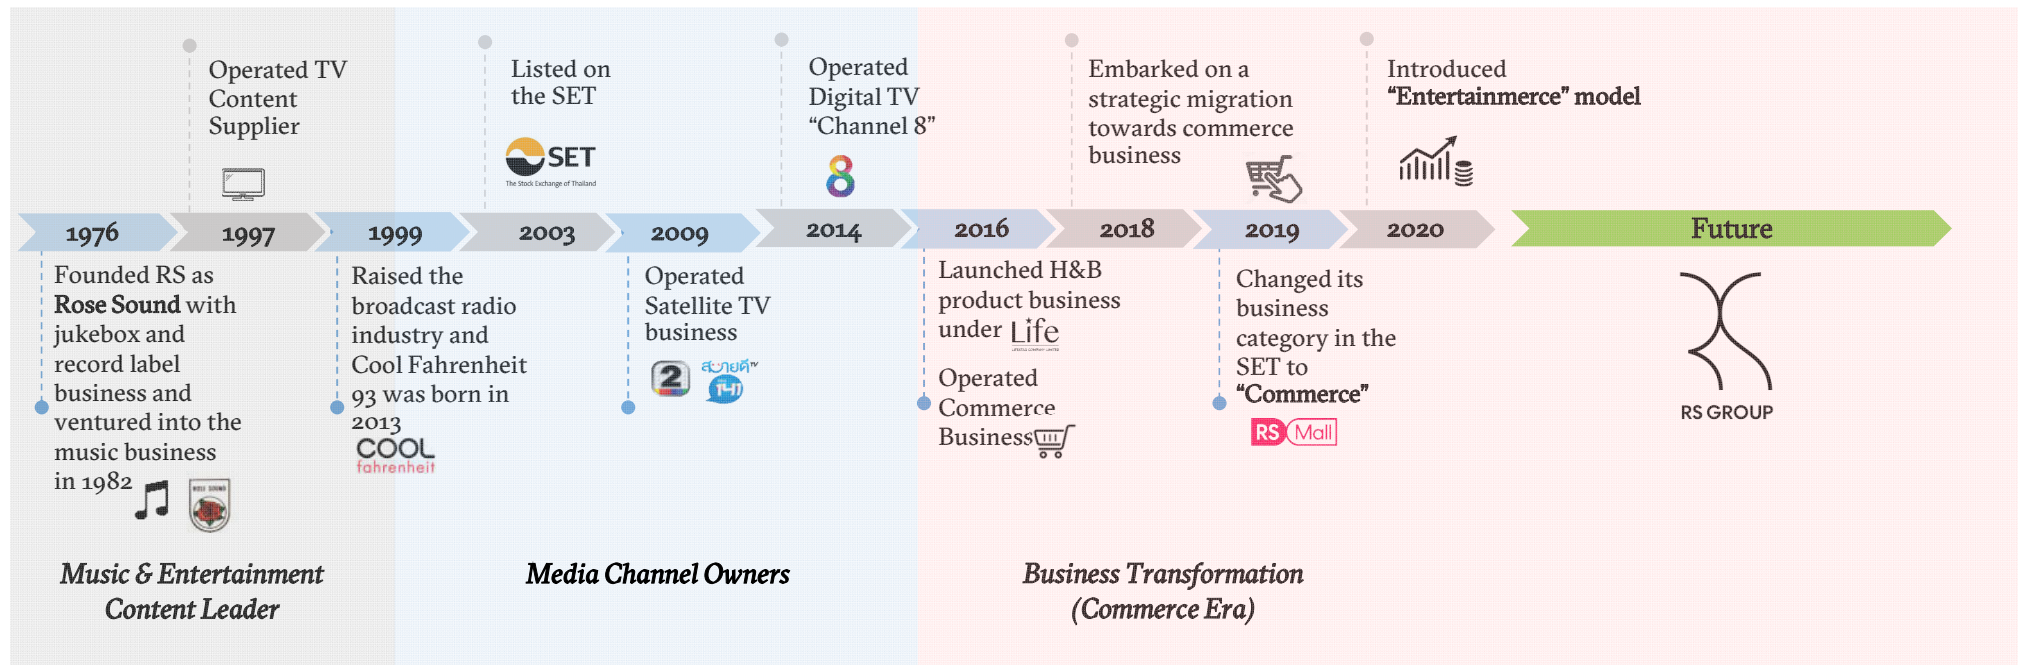 Operated TV
Content
Supplier
Listed on
the SET
SET
The Stock Exchange of Thailand
Operated
Digital TV
“Channel 8”
8
Embarked on a
strategic migration
towards commerce
business
Introduced
“Entertainmerce” model
1976
1997
1999
2003
2009
2014
2016
2018
2019
2020
Future
Founded RS as
Rose Sound with
jukebox and
record label
business and
ventured into the
music business
in 1982
ROSE SOUND
Raised the
broadcast radio
industry and
Cool Fahrenheit
93 was born in
2013
COOL
fahrenheit
Operated
Satellite TV
business
2
สบายดี TV
141
Launched H&B
product business
under Life
Operated
Commerce
Business
Changed its
business
category in the
SET to
“Commerce”
RS Mall
RS GROUP
Music & Entertainment
Content Leader
Media Channel Owners
Business Transformation
(Commerce Era)